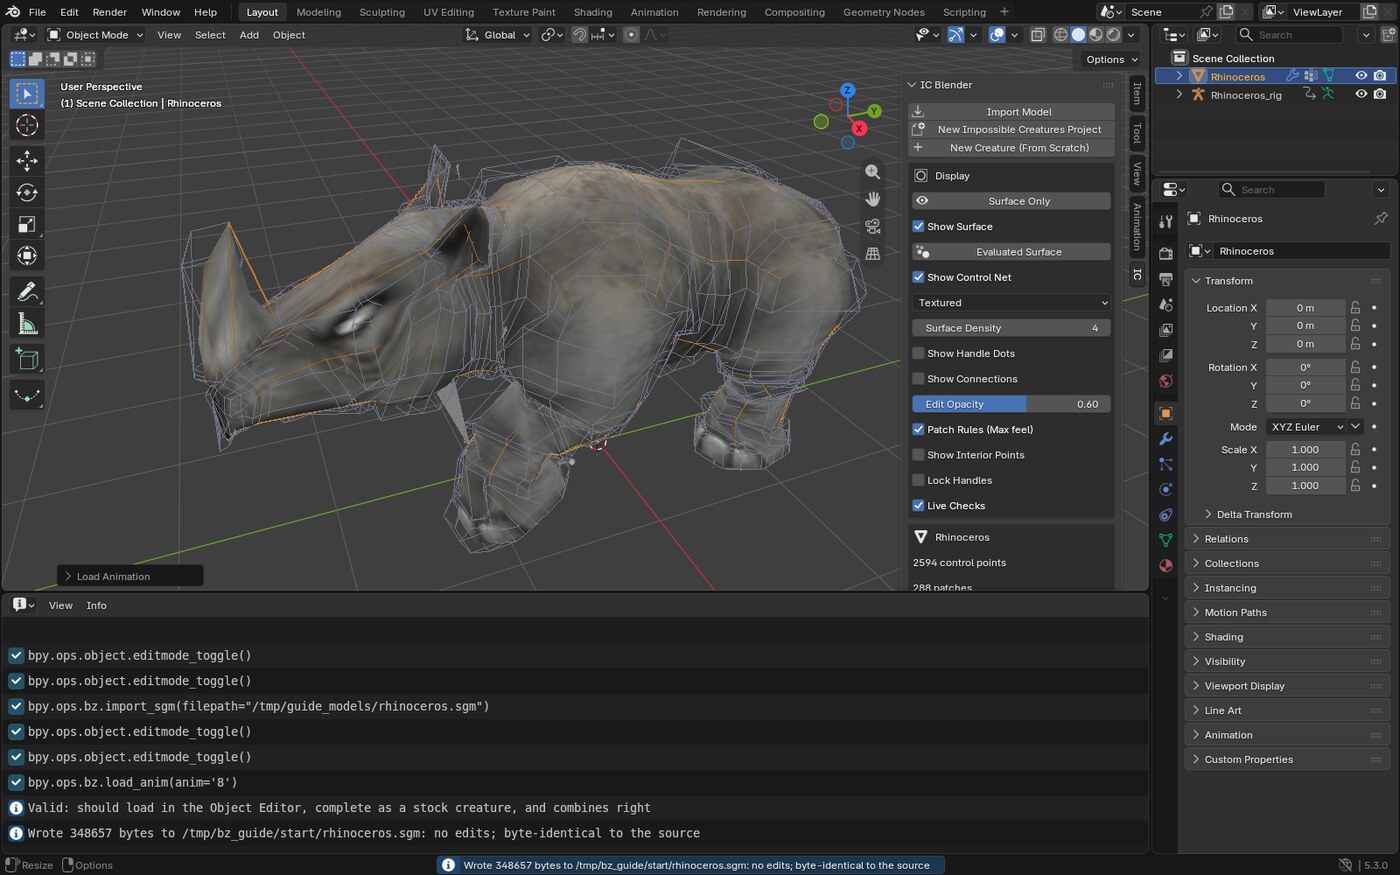 File Edit Render Window Help Layout Modeling Sculpting UV Editing Texture Paint Shading Animation Rendering Compositing Geometry Nodes Scripting + Scene ViewLayer
Object Mode View Select Add Object Global Search
Options
User Perspective
(1) Scene Collection | Rhinoceros
Z
Y
X
IC Blender
Import Model
New Impossible Creatures Project
New Creature (From Scratch)
Display
Surface Only
Show Surface
Evaluated Surface
Show Control Net
Textured
Surface Density 4
Show Handle Dots
Show Connections
Edit Opacity 0.60
Patch Rules (Max feel)
Show Interior Points
Lock Handles
Live Checks
Rhinoceros
2594 control points
288 patches
Item
Tool
View
Animation
IC
Load Animation
Scene Collection
Rhinoceros
Rhinoceros_rig
Search
Rhinoceros
Rhinoceros
Transform
Location X 0 m
Y 0 m
Z 0 m
Rotation X 0°
Y 0°
Z 0°
Mode XYZ Euler
Scale X 1.000
Y 1.000
Z 1.000
Delta Transform
Relations
Collections
Instancing
Motion Paths
Shading
Visibility
Viewport Display
Line Art
Animation
Custom Properties
View Info
bpy.ops.object.editmode_toggle()
bpy.ops.object.editmode_toggle()
bpy.ops.bz.import_sgm(filepath="/tmp/guide_models/rhinoceros.sgm")
bpy.ops.object.editmode_toggle()
bpy.ops.object.editmode_toggle()
bpy.ops.bz.load_anim(anim='8')
Valid: should load in the Object Editor, complete as a stock creature, and combines right
Wrote 348657 bytes to /tmp/bz_guide/start/rhinoceros.sgm: no edits; byte-identical to the source
Resize Options Wrote 348657 bytes to /tmp/bz_guide/start/rhinoceros.sgm: no edits; byte-identical to the source 5.3.0